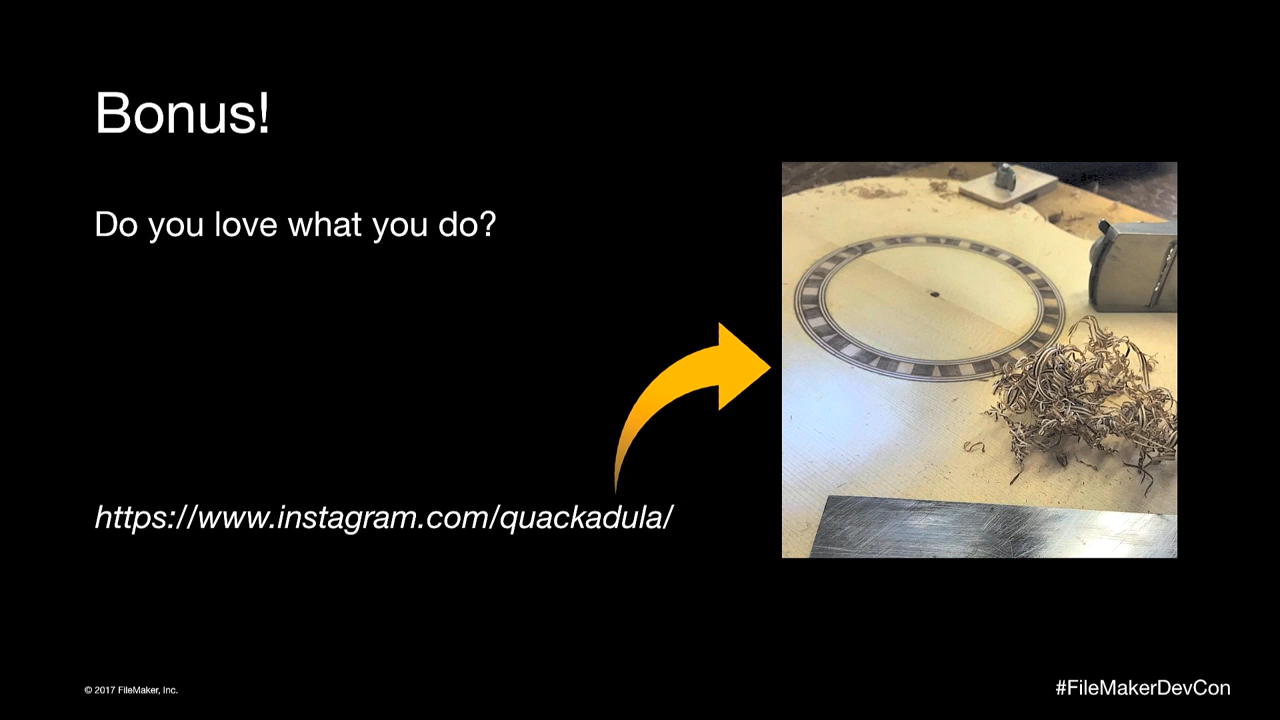 Bonus!
Do you love what you do?
https://www.instagram.com/quackadula/
© 2017 FileMaker, Inc.
#FileMakerDevCon